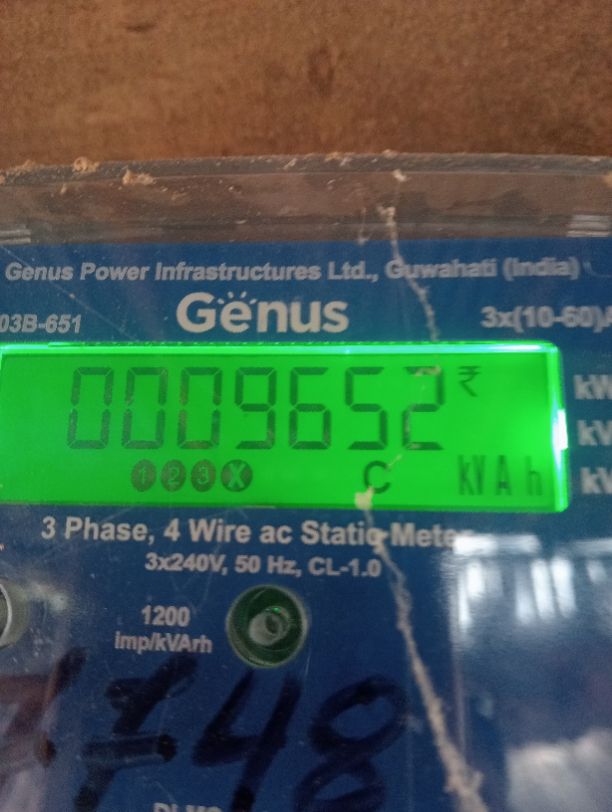 Genus Power Infrastructures Ltd., Guwahati (India)
03B-651 Genus 3x(10-60)A
0009652 ₹
1 2 3 X C kVAh
kW
kV
kV
3 Phase, 4 Wire ac Static Meter
3x240V, 50 Hz, CL-1.0
1200
imp/kVArh
748